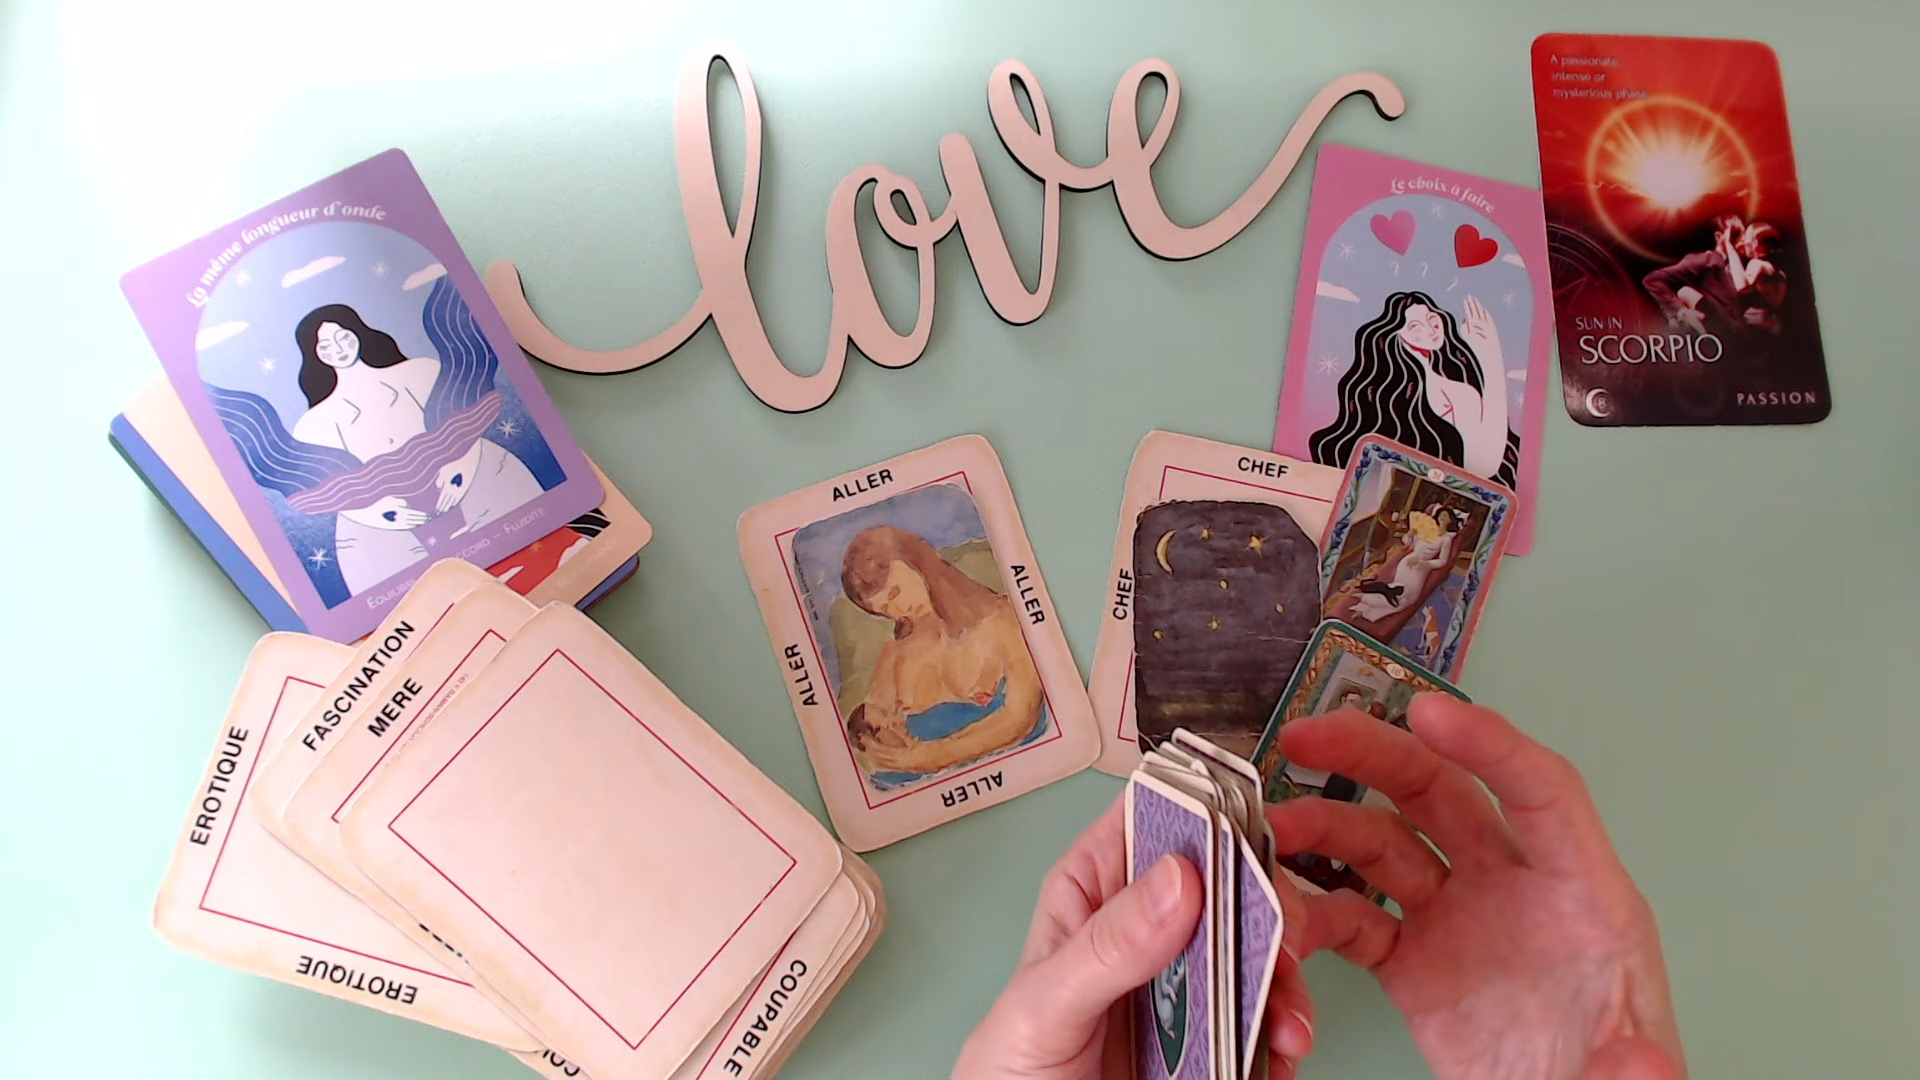 love
A passionate,
intense or
mysterious phase
SUN IN
SCORPIO
18
PASSION
Le choix à faire
? ? ?
La même longueur d'onde
CHEF
CHEF
ALLER
ALLER
ALLER
ALLER
FASCINATION
MERE
EROTIQUE
EROTIQUE
COUPABLE
FLUIDITÉ